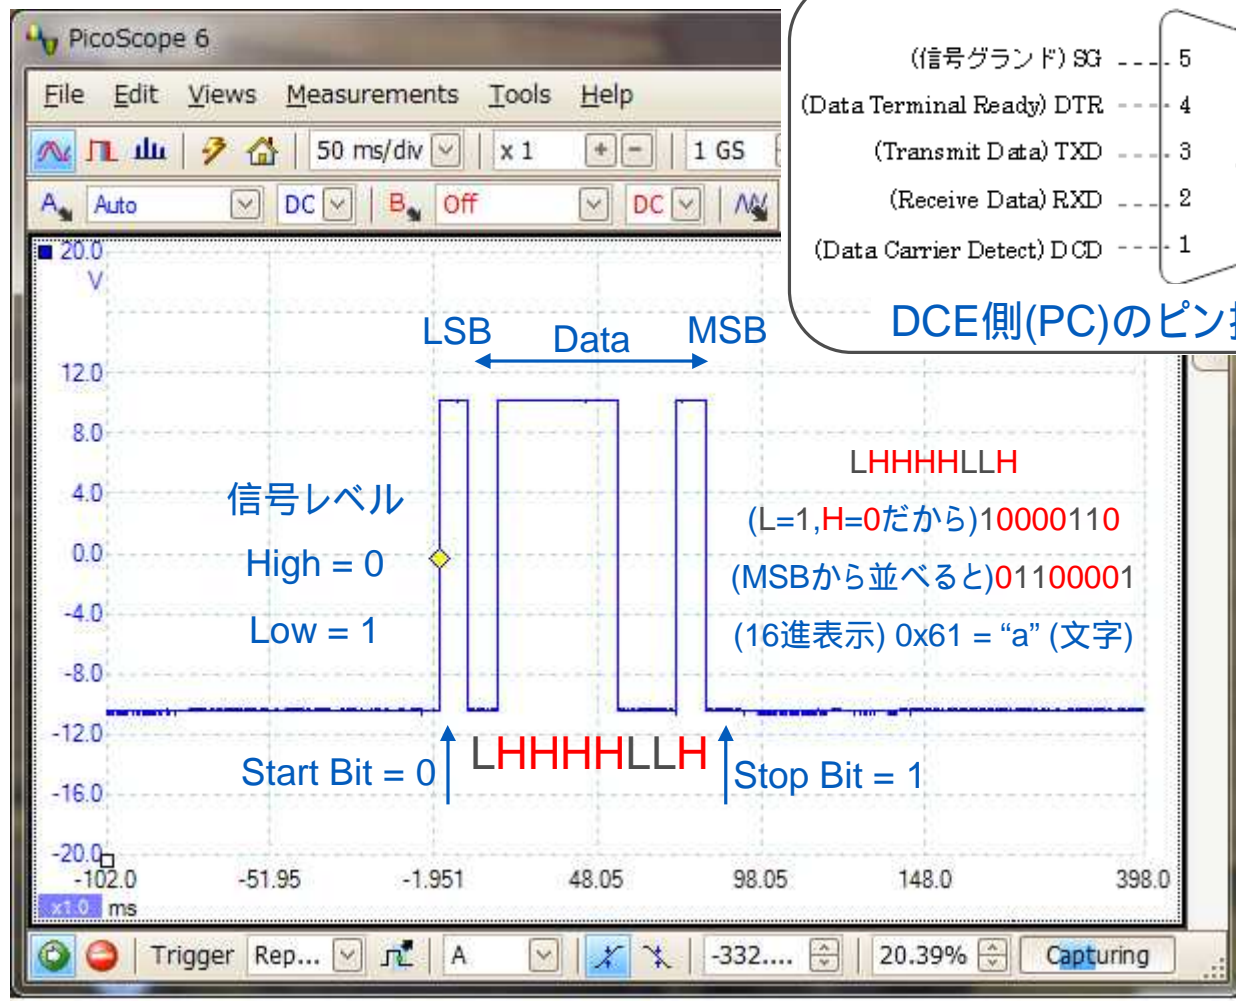 PicoScope 6
File Edit Views Measurements Tools Help
50 ms/div x 1 + - 1 GS
A Auto DC B Off DC
(信号グランド) SG 5
(Data Terminal Ready) DTR 4
(Transmit Data) TXD 3
(Receive Data) RXD 2
(Data Carrier Detect) DCD 1
DCE側(PC)のピン
20.0
V
12.0
8.0
4.0
0.0
-4.0
-8.0
-12.0
-16.0
-20.0
LSB Data MSB
信号レベル
High = 0
Low = 1
LHHHHLLH
(L=1,H=0だから)10000110
(MSBから並べると)01100001
(16進表示) 0x61 = “a” (文字)
Start Bit = 0
LHHHHLLH
Stop Bit = 1
-102.0 -51.95 -1.951 48.05 98.05 148.0 398.0
x1.0 ms
Trigger Rep... A -332.... 20.39% Capturing